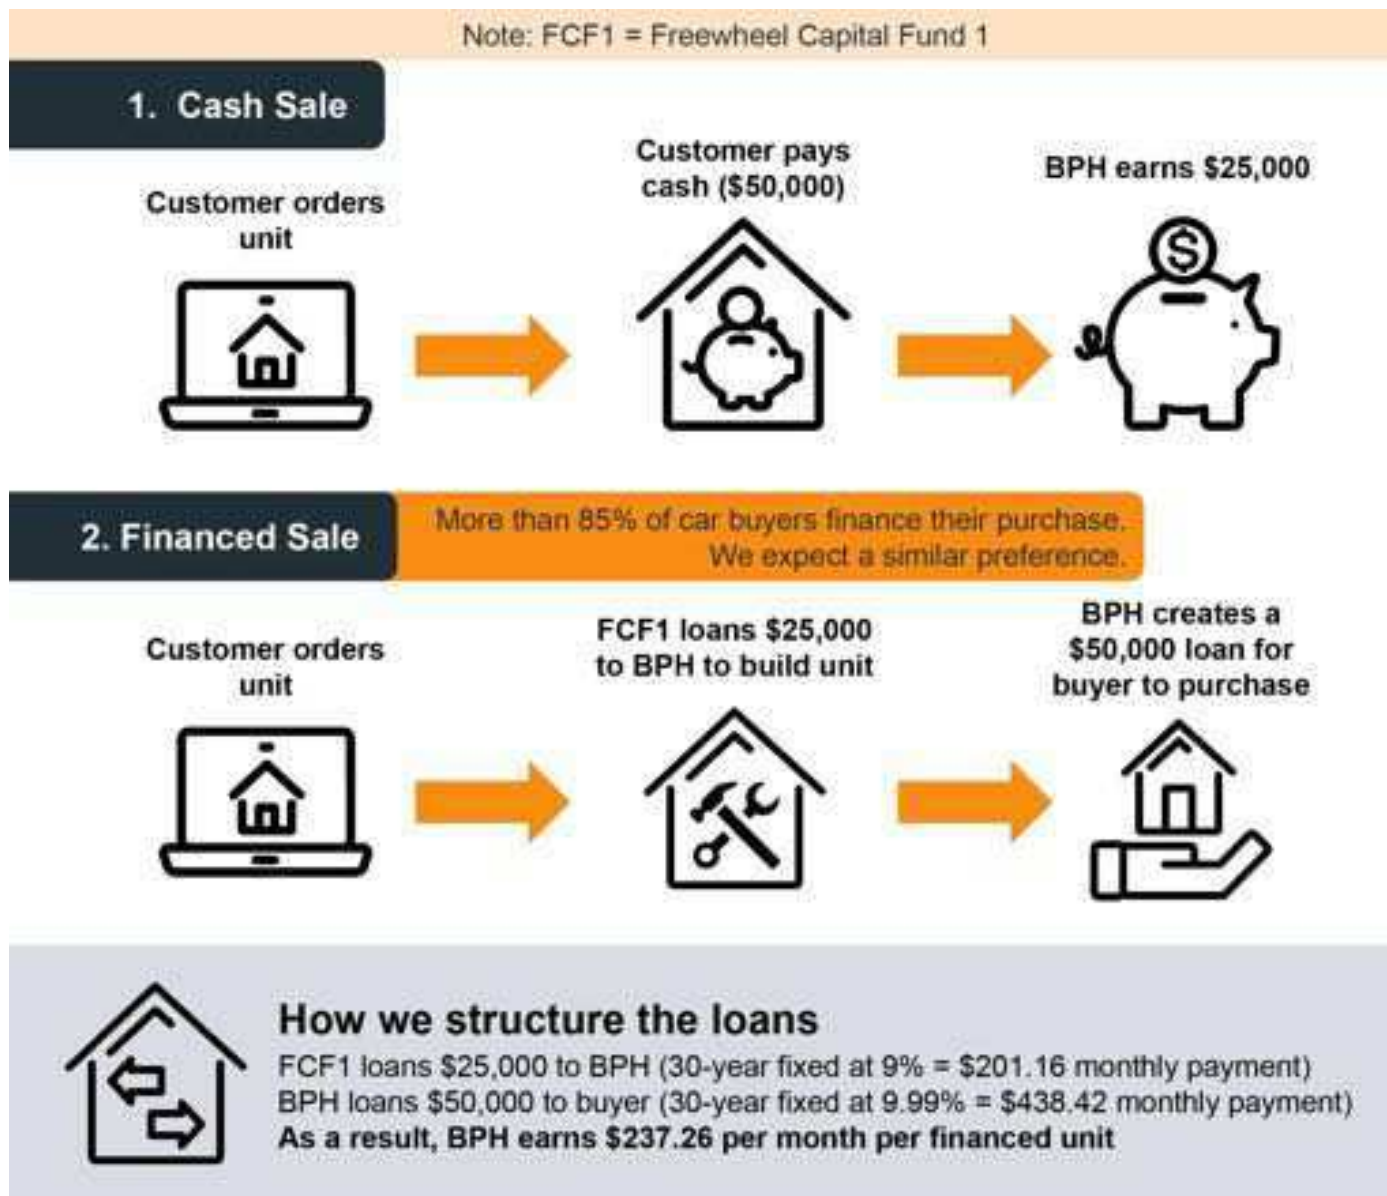 Note: FCF1 = Freewheel Capital Fund 1
1. Cash Sale
Customer orders
unit
Customer pays
cash ($50,000)
BPH earns $25,000
$
2. Financed Sale
More than 85% of car buyers finance their purchase.
We expect a similar preference.
Customer orders
unit
FCF1 loans $25,000
to BPH to build unit
BPH creates a
$50,000 loan for
buyer to purchase
How we structure the loans
FCF1 loans $25,000 to BPH (30-year fixed at 9% = $201.16 monthly payment)
BPH loans $50,000 to buyer (30-year fixed at 9.99% = $438.42 monthly payment)
As a result, BPH earns $237.26 per month per financed unit